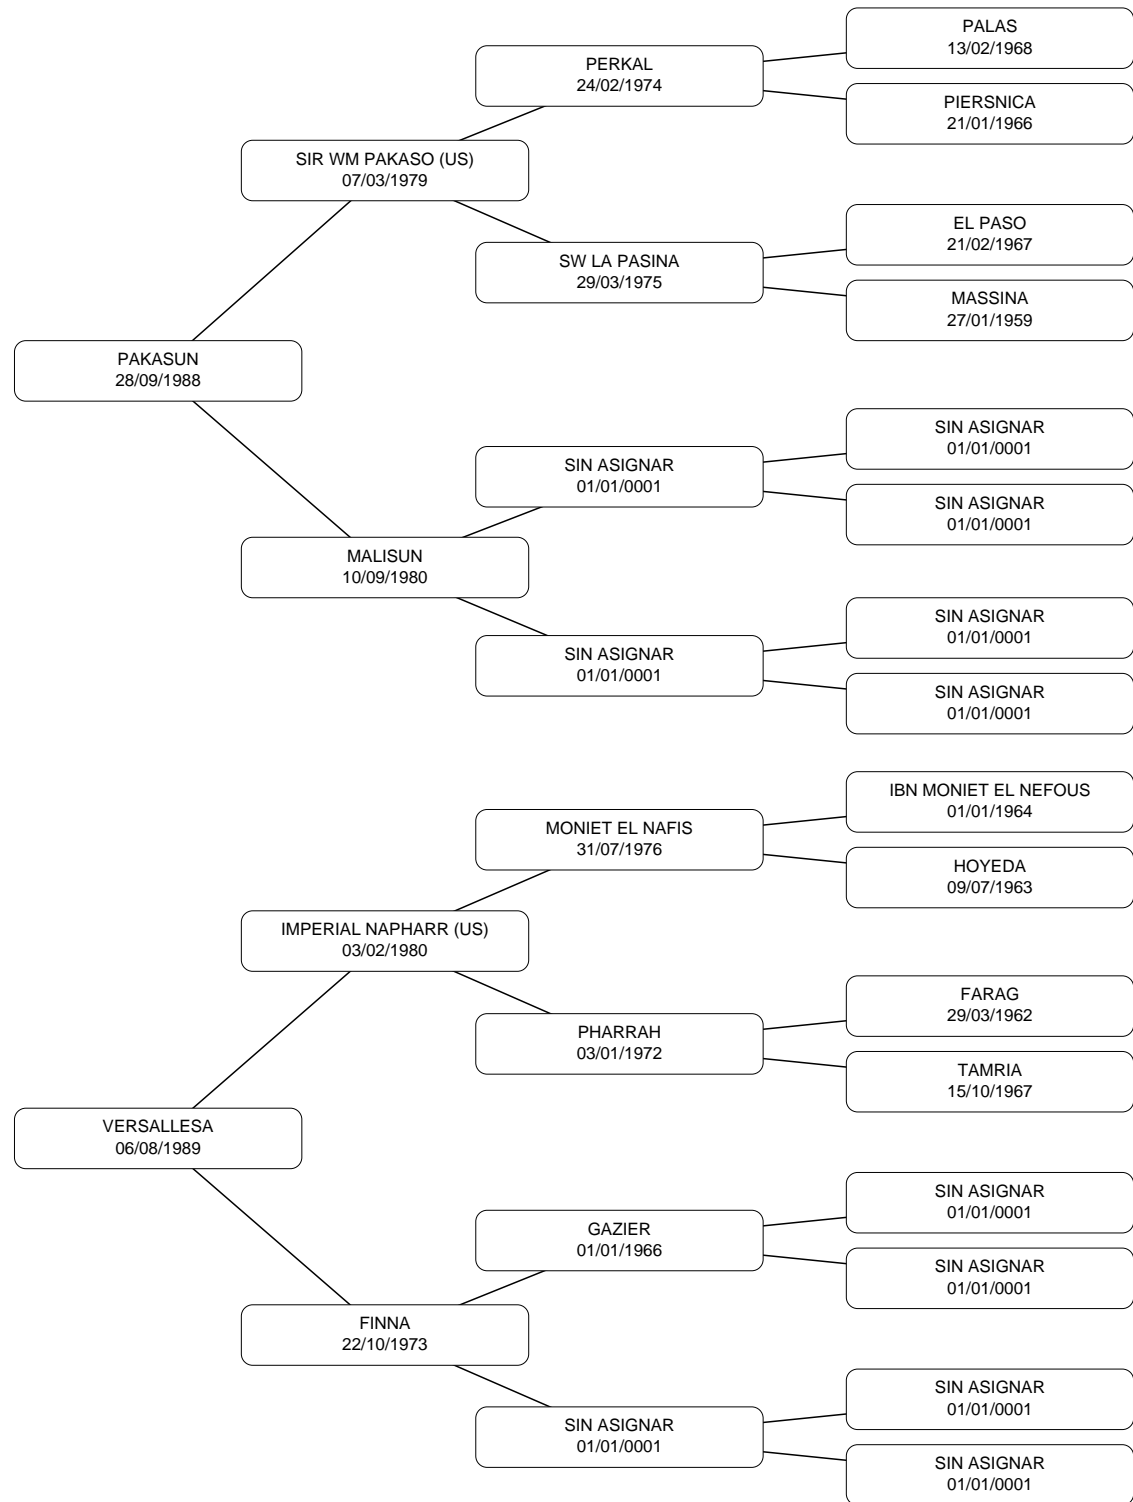 PALAS
13/02/1968
PERKAL
24/02/1974
PIERSNICA
21/01/1966
SIR WM PAKASO (US)
07/03/1979
EL PASO
21/02/1967
SW LA PASINA
29/03/1975
MASSINA
27/01/1959
PAKASUN
28/09/1988
SIN ASIGNAR
01/01/0001
SIN ASIGNAR
01/01/0001
SIN ASIGNAR
01/01/0001
MALISUN
10/09/1980
SIN ASIGNAR
01/01/0001
SIN ASIGNAR
01/01/0001
SIN ASIGNAR
01/01/0001
IBN MONIET EL NEFOUS
01/01/1964
MONIET EL NAFIS
31/07/1976
HOYEDA
09/07/1963
IMPERIAL NAPHARR (US)
03/02/1980
FARAG
29/03/1962
PHARRAH
03/01/1972
TAMRIA
15/10/1967
VERSALLESA
06/08/1989
SIN ASIGNAR
01/01/0001
GAZIER
01/01/1966
SIN ASIGNAR
01/01/0001
FINNA
22/10/1973
SIN ASIGNAR
01/01/0001
SIN ASIGNAR
01/01/0001
SIN ASIGNAR
01/01/0001